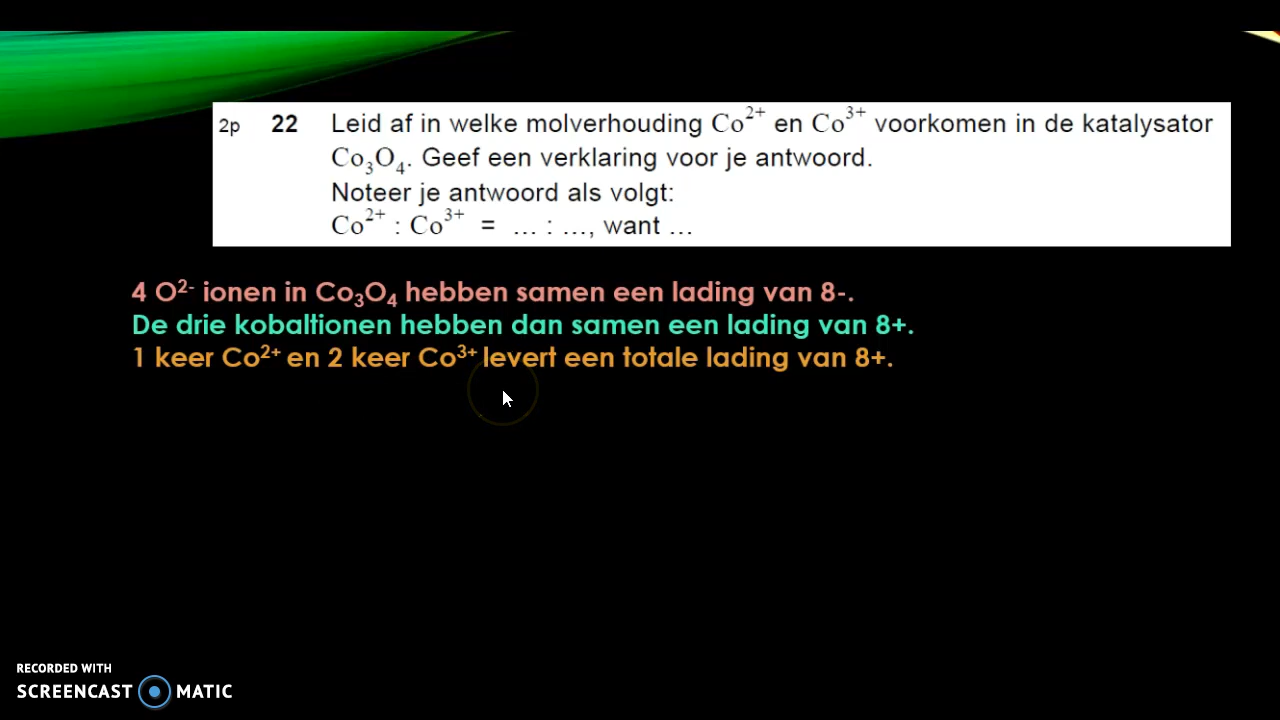 2p 22 Leid af in welke molverhouding Co²⁺ en Co³⁺ voorkomen in de katalysator
Co₃O₄. Geef een verklaring voor je antwoord.
Noteer je antwoord als volgt:
Co²⁺ : Co³⁺ = ... : ..., want ...
4 O²⁻ ionen in Co₃O₄ hebben samen een lading van 8-.
De drie kobaltionen hebben dan samen een lading van 8+.
1 keer Co²⁺ en 2 keer Co³⁺ levert een totale lading van 8+.
RECORDED WITH
SCREENCAST MATIC